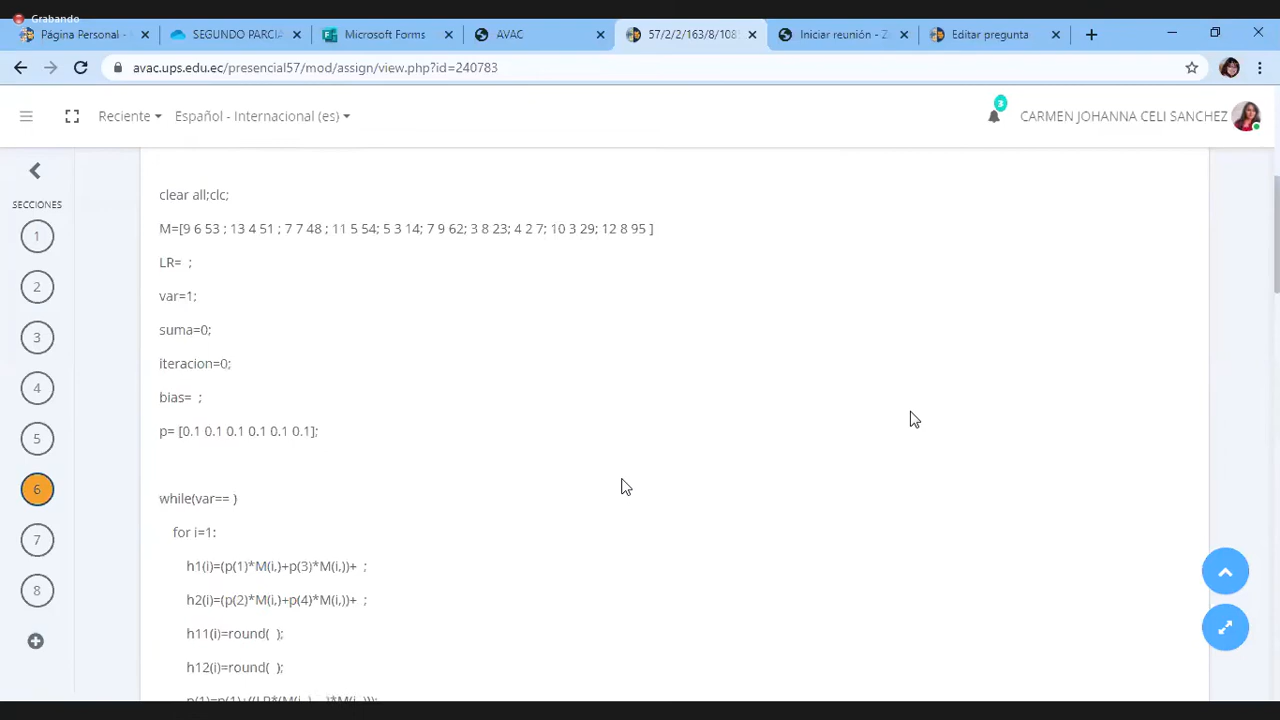 Grabando
Página Personal -
SEGUNDO PARCIA
Microsoft Forms
AVAC
57/2/2/163/8/108
Iniciar reunión - Z
Editar pregunta
avac.ups.edu.ec/presencial57/mod/assign/view.php?id=240783
Reciente
Español - Internacional (es)
3
CARMEN JOHANNA CELI SANCHEZ
SECCIONES
1
2
3
4
5
6
7
8
clear all;clc;
M=[9 6 53 ; 13 4 51 ; 7 7 48 ; 11 5 54; 5 3 14; 7 9 62; 3 8 23; 4 2 7; 10 3 29; 12 8 95 ]
LR=  ;
var=1;
suma=0;
iteracion=0;
bias=  ;
p= [0.1 0.1 0.1 0.1 0.1 0.1];
while(var== )
for i=1:
h1(i)=(p(1)*M(i,)+p(3)*M(i,))+  ;
h2(i)=(p(2)*M(i,)+p(4)*M(i,))+  ;
h11(i)=round(  );
h12(i)=round(  );